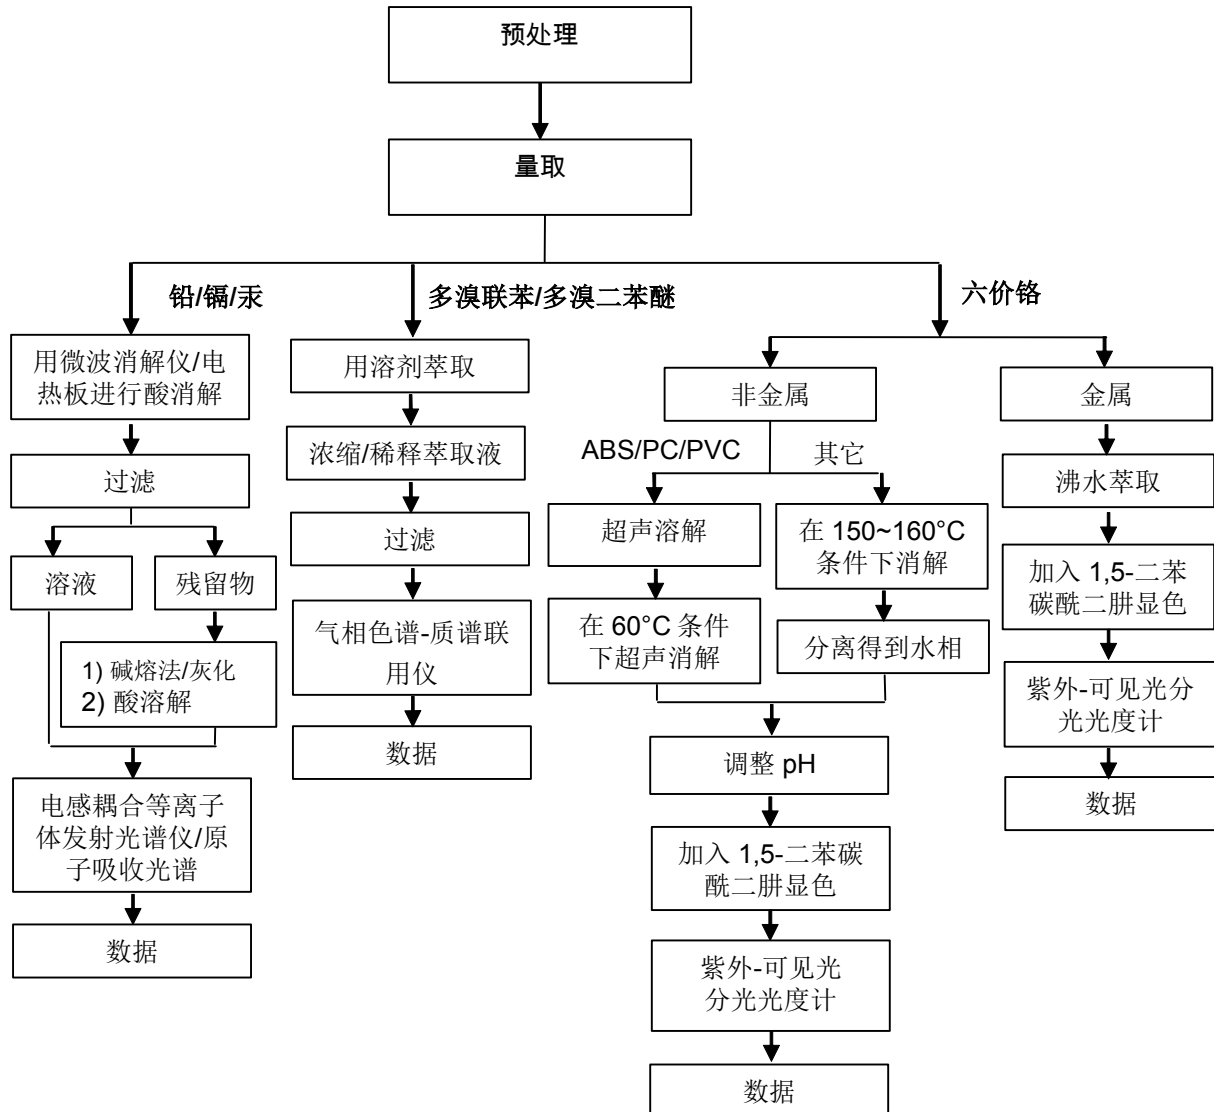 预处理
量取
铅/镉/汞
多溴联苯/多溴二苯醚
六价铬
用微波消解仪/电
热板进行酸消解
过滤
溶液
残留物
1) 碱熔法/灰化
2) 酸溶解
电感耦合等离子
体发射光谱仪/原
子吸收光谱
数据
用溶剂萃取
浓缩/稀释萃取液
过滤
气相色谱-质谱联
用仪
数据
非金属
ABS/PC/PVC
其它
超声溶解
在 60°C 条件
下超声消解
在 150~160°C
条件下消解
分离得到水相
调整 pH
加入 1,5-二苯碳
酰二肼显色
紫外-可见光
分光光度计
数据
金属
沸水萃取
加入 1,5-二苯
碳酰二肼显色
紫外-可见光分
光光度计
数据